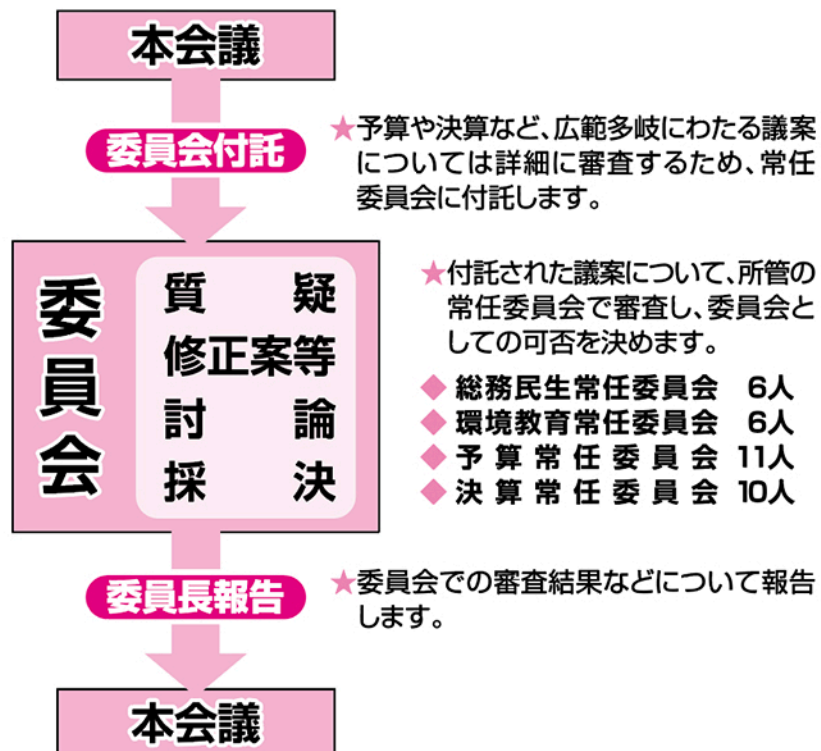 本会議
委員会付託
★予算や決算など、広範多岐にわたる議案
については詳細に審査するため、常任
委員会に付託します。
委員会
質疑
修正案等
討論
採決
★付託された議案について、所管の
常任委員会で審査し、委員会と
しての可否を決めます。
◆ 総務民生常任委員会 6人
◆ 環境教育常任委員会 6人
◆ 予算常任委員会 11人
◆ 決算常任委員会 10人
委員長報告
★委員会での審査結果などについて報告
します。
本会議